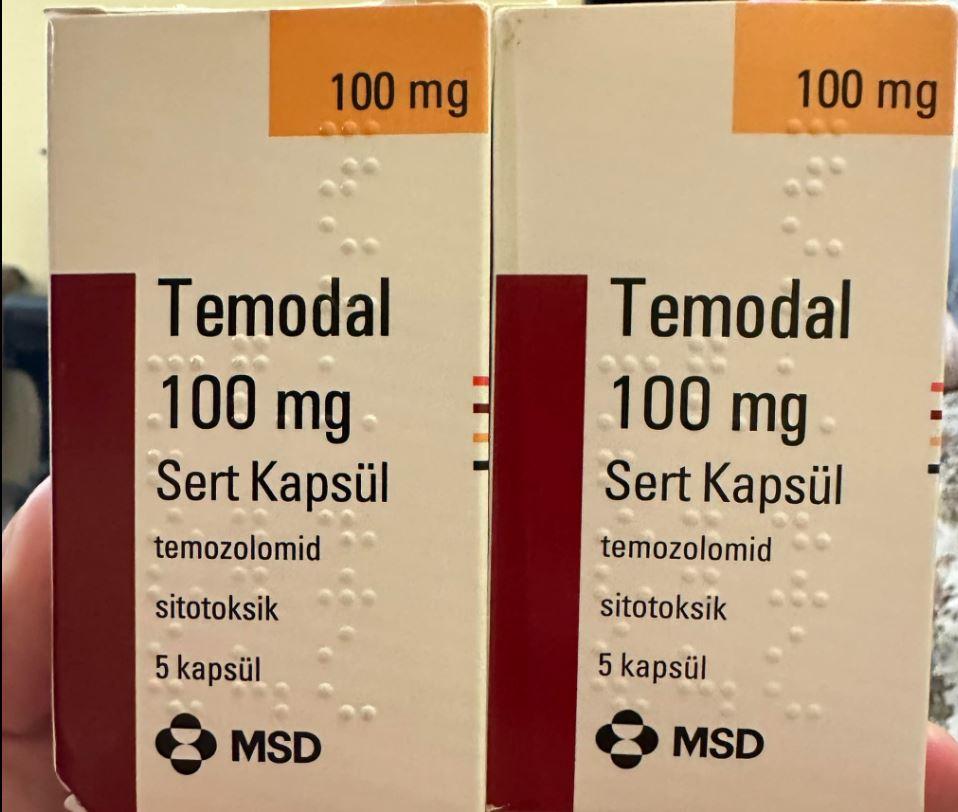 100 mg
Temodal
100 mg
Sert Kapsül
temozolomid
sitotoksik
5 kapsül
MSD
100 mg
Temodal
100 mg
Sert Kapsül
temozolomid
sitotoksik
5 kapsül
MSD